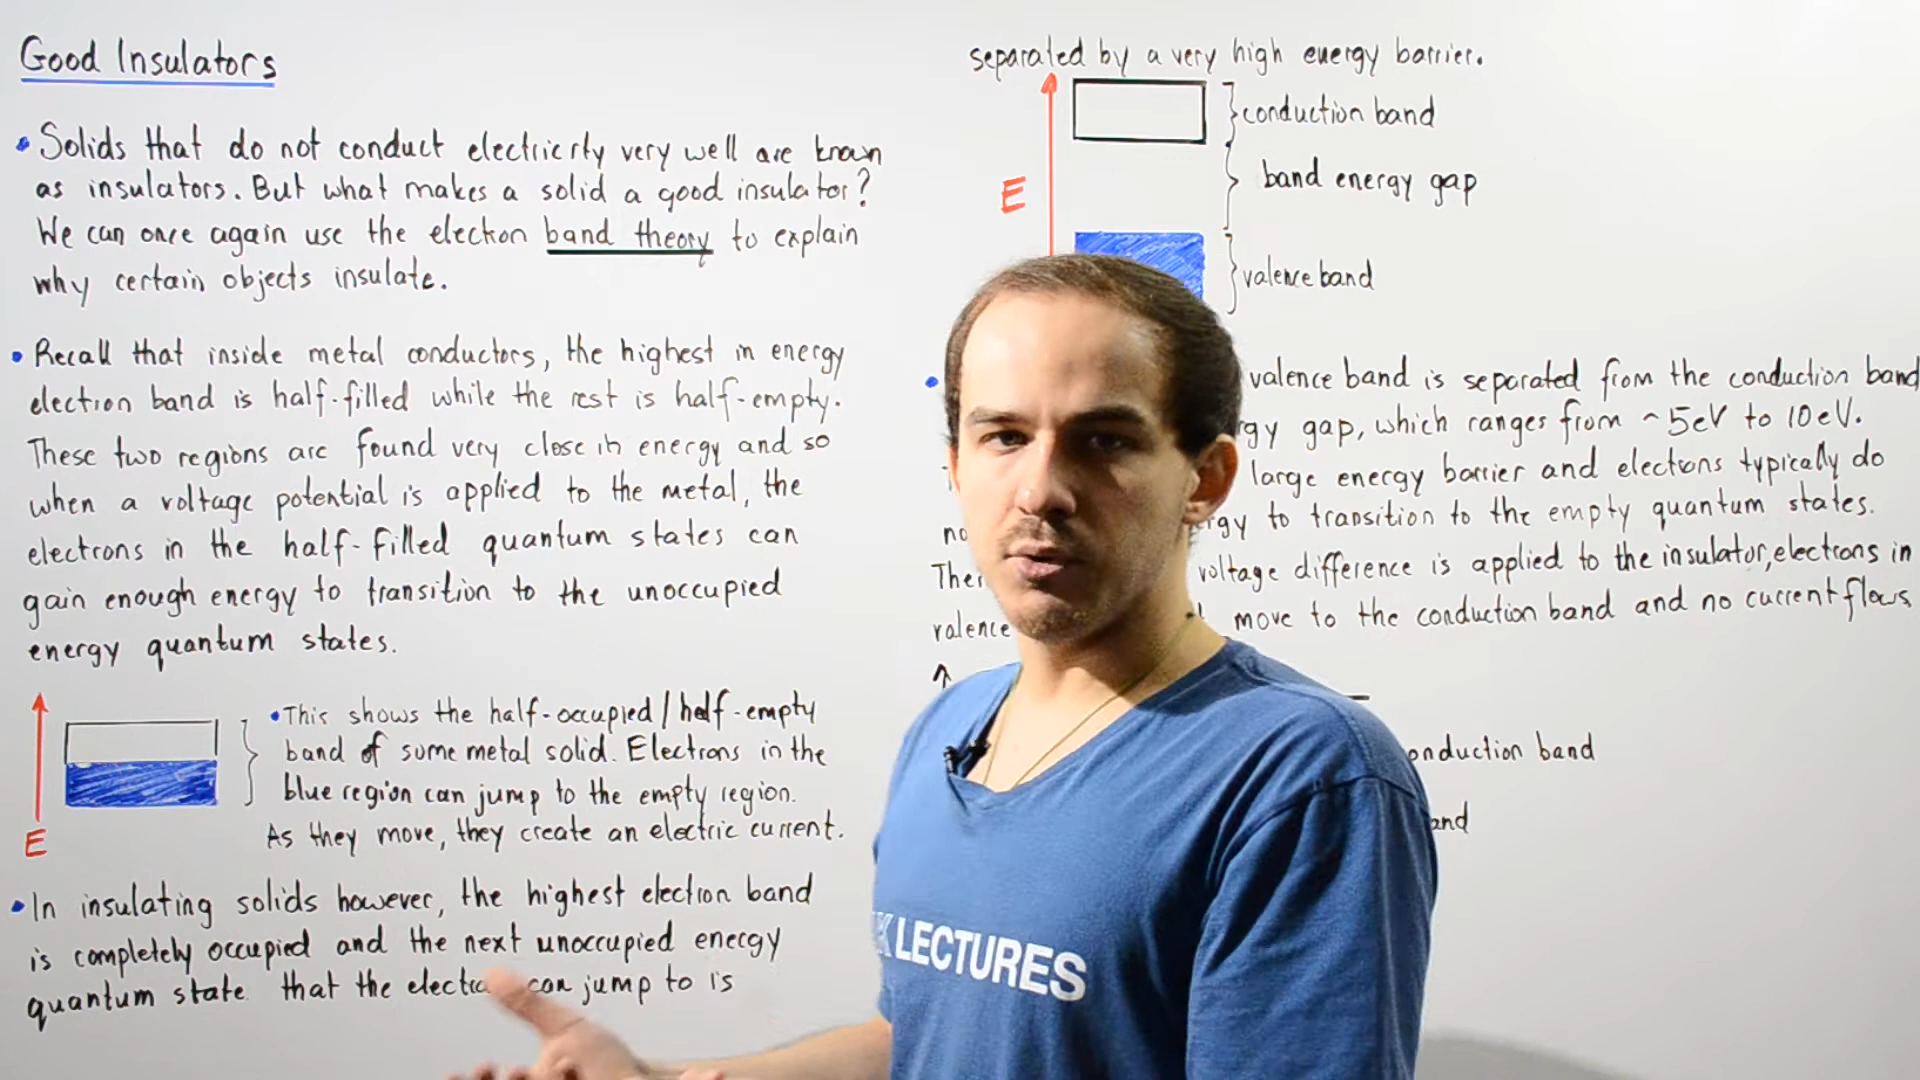 Good Insulators
• Solids that do not conduct electricity very well are known
as insulators. But what makes a solid a good insulator?
We can once again use the electron band theory to explain
why certain objects insulate.
• Recall that inside metal conductors, the highest in energy
electron band is half-filled while the rest is half-empty.
These two regions are found very close in energy and so
when a voltage potential is applied to the metal, the
electrons in the half-filled quantum states can
gain enough energy to transition to the unoccupied
energy quantum states.
E
• This shows the half-occupied/half-empty
band of some metal solid. Electrons in the
blue region can jump to the empty region.
As they move, they create an electric current.
• In insulating solids however, the highest electron band
is completely occupied and the next unoccupied energy
quantum state that the can jump to is
separated by a very high energy barrier.
conduction band
E
band energy gap
valence band
• valence band is separated from the conduction band
gap, which ranges from ~5eV to 10eV.
large energy barrier and electrons typically do
to transition to the empty quantum states.
voltage difference is applied to the insulator, electrons in
valence move to the conduction band and no current flows
band
LECTURES